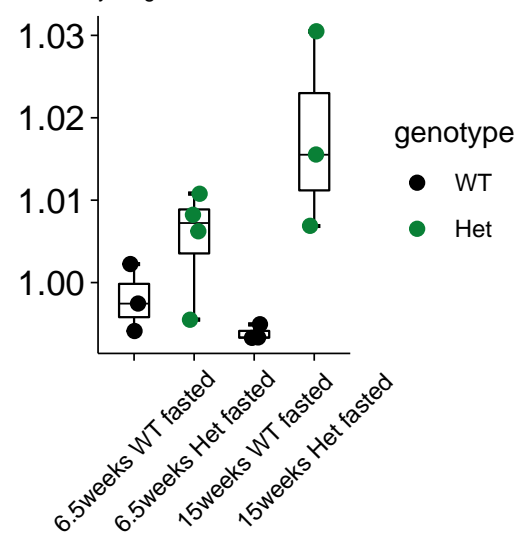 1.03
1.02
1.01
1.00
genotype
WT
Het
6.5weeks WT fasted
6.5weeks Het fasted
15weeks WT fasted
15weeks Het fasted